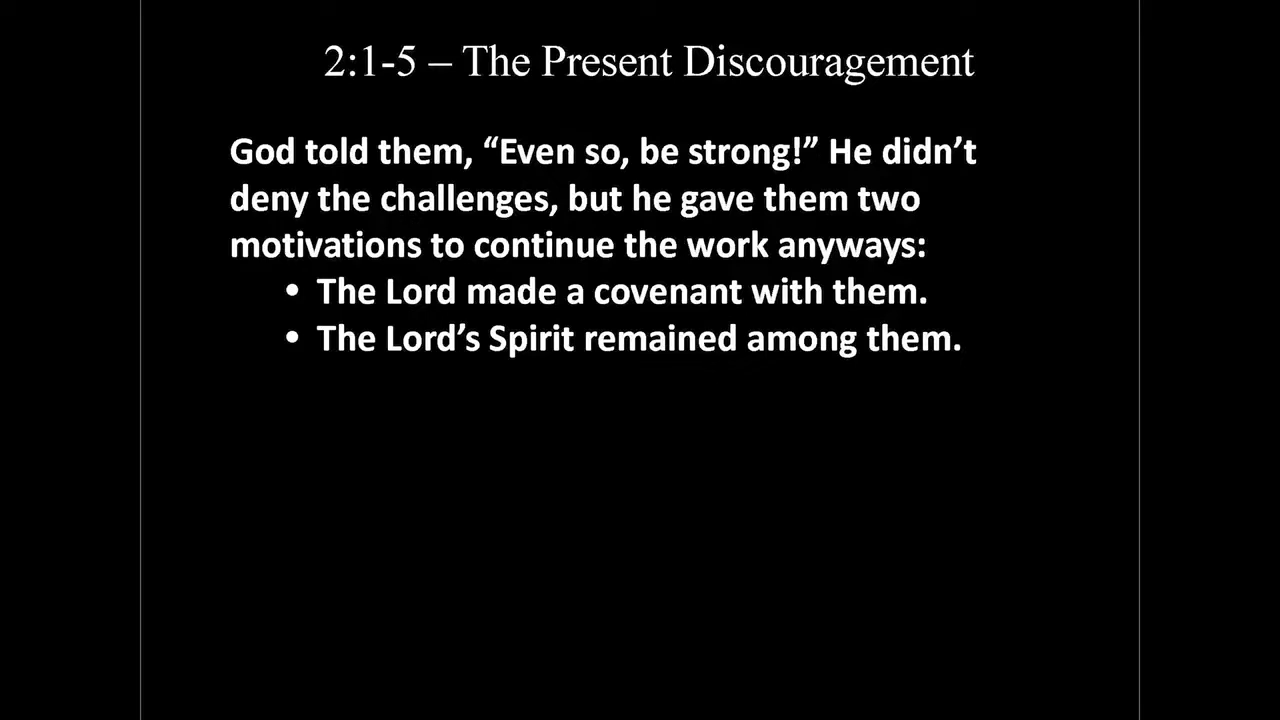 2:1-5 – The Present Discouragement
God told them, “Even so, be strong!” He didn’t
deny the challenges, but he gave them two
motivations to continue the work anyways:
• The Lord made a covenant with them.
• The Lord’s Spirit remained among them.